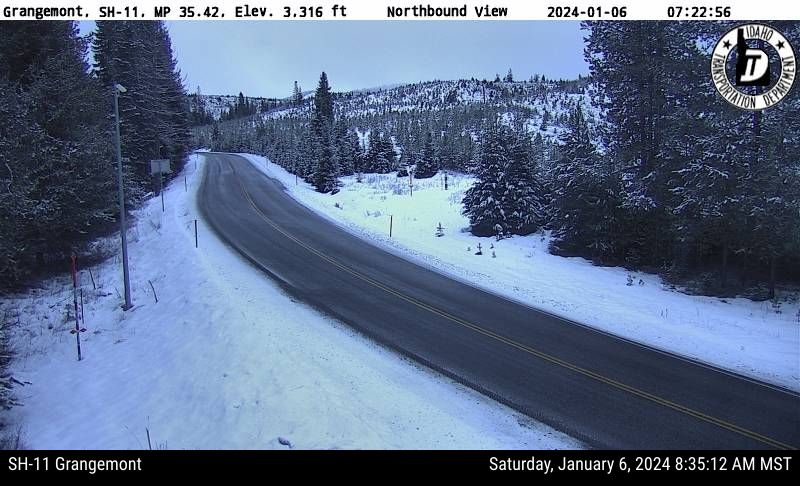 Grangemont, SH-11, MP 35.42, Elev. 3,316 ft Northbound View 2024-01-06 07:22:56
IDAHO
TRANSPORTATION DEPARTMENT
SH-11 Grangemont Saturday, January 6, 2024 8:35:12 AM MST